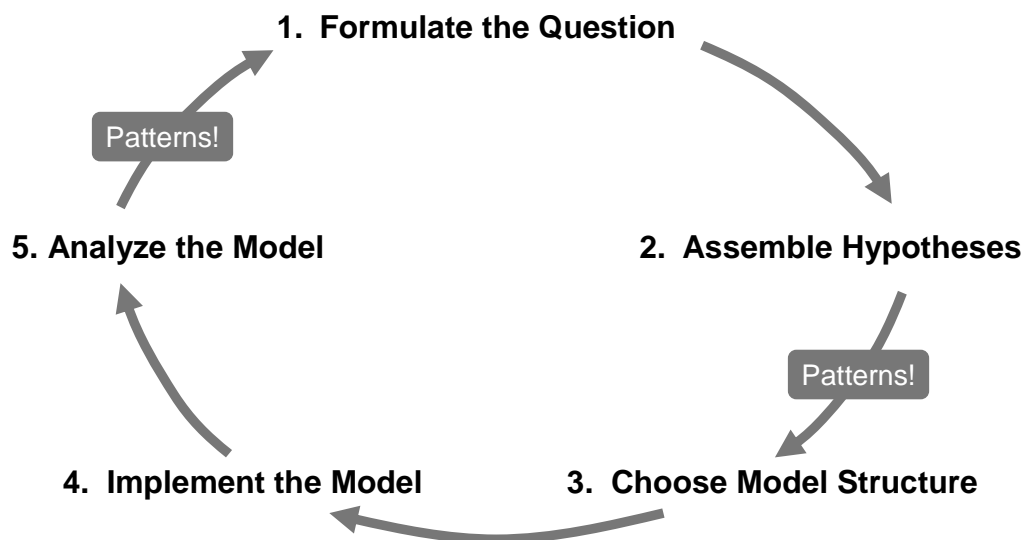 1. Formulate the Question
Patterns!
5. Analyze the Model
2. Assemble Hypotheses
Patterns!
4. Implement the Model
3. Choose Model Structure